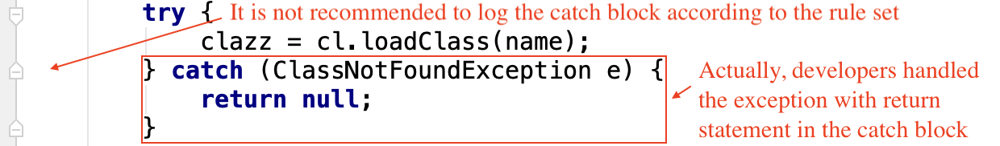 try {
It is not recommended to log the catch block according to the rule set
clazz = cl.loadClass(name);
} catch (ClassNotFoundException e) {
return null;
}
Actually, developers handled
the exception with return
statement in the catch block